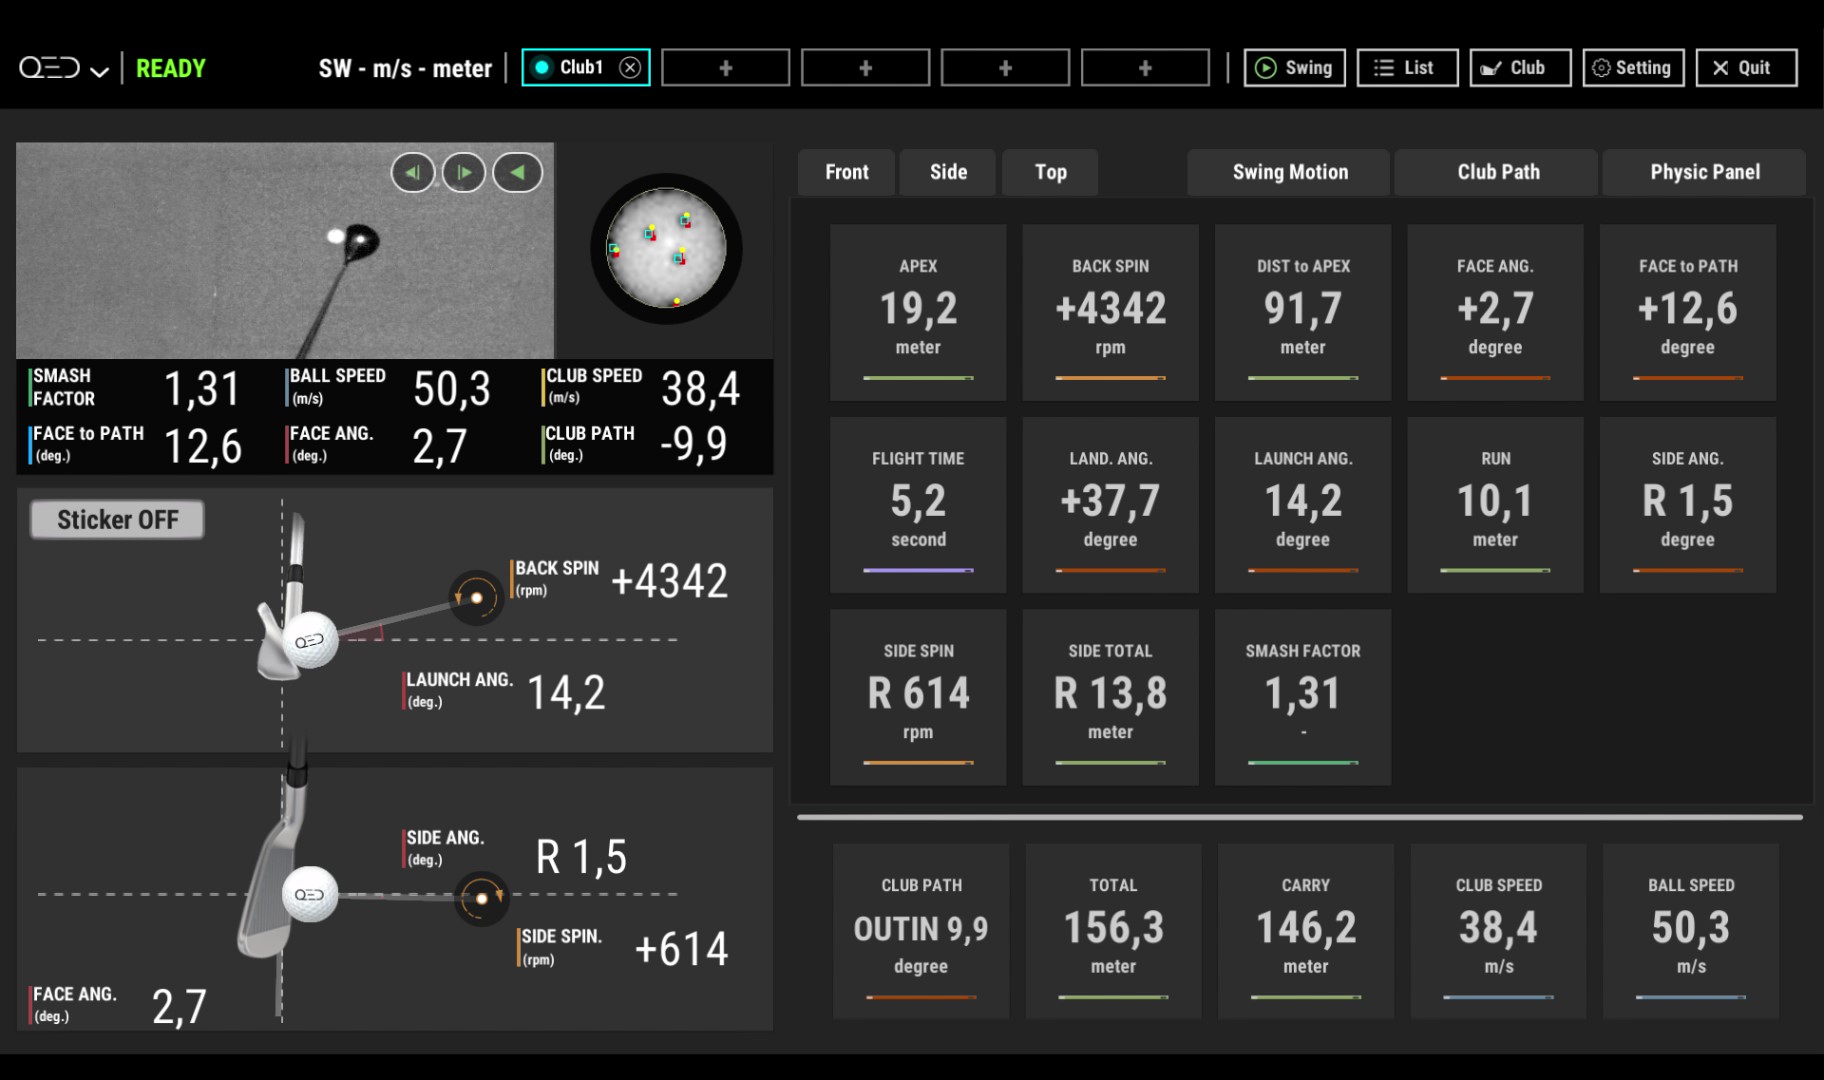 QED
READY
SW - m/s - meter
Club1
+
+
+
+
Swing
List
Club
Setting
Quit
SMASH FACTOR
1,31
BALL SPEED
(m/s)
50,3
CLUB SPEED
(m/s)
38,4
FACE to PATH
(deg.)
12,6
FACE ANG.
(deg.)
2,7
CLUB PATH
(deg.)
-9,9
Sticker OFF
BACK SPIN
(rpm)
+4342
QED
LAUNCH ANG.
(deg.)
14,2
SIDE ANG.
(deg.)
R 1,5
QED
SIDE SPIN.
(rpm)
+614
FACE ANG.
(deg.)
2,7
Front
Side
Top
Swing Motion
Club Path
Physic Panel
APEX
19,2
meter
BACK SPIN
+4342
rpm
DIST to APEX
91,7
meter
FACE ANG.
+2,7
degree
FACE to PATH
+12,6
degree
FLIGHT TIME
5,2
second
LAND. ANG.
+37,7
degree
LAUNCH ANG.
14,2
degree
RUN
10,1
meter
SIDE ANG.
R 1,5
degree
SIDE SPIN
R 614
rpm
SIDE TOTAL
R 13,8
meter
SMASH FACTOR
1,31
-
CLUB PATH
OUTIN 9,9
degree
TOTAL
156,3
meter
CARRY
146,2
meter
CLUB SPEED
38,4
m/s
BALL SPEED
50,3
m/s